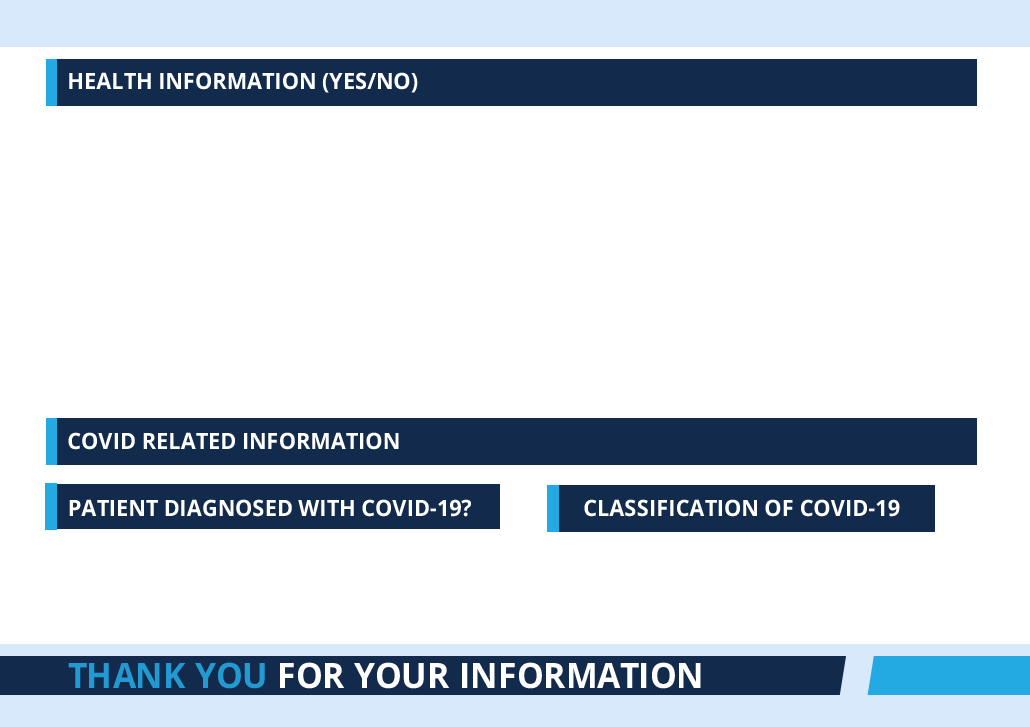 HEALTH INFORMATION (YES/NO)
COVID RELATED INFORMATION
PATIENT DIAGNOSED WITH COVID-19?
CLASSIFICATION OF COVID-19
THANK YOU FOR YOUR INFORMATION